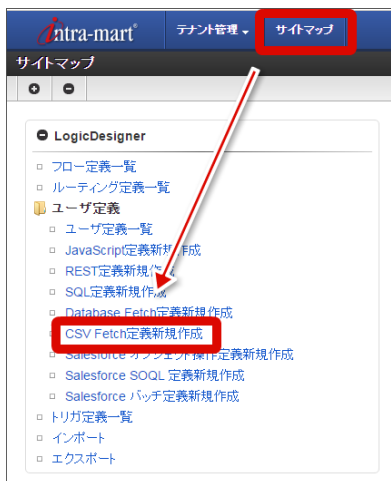 intra-mart® テナント管理 サイトマップ
サイトマップ
LogicDesigner
フロー定義一覧
ルーティング定義一覧
ユーザ定義
ユーザ定義一覧
JavaScript定義新規作成
REST定義新規作成
SQL定義新規作成
Database Fetch定義新規作成
CSV Fetch定義新規作成
Salesforce オブジェクト操作定義新規作成
Salesforce SOQL 定義新規作成
Salesforce バッチ定義新規作成
トリガ定義一覧
インポート
エクスポート